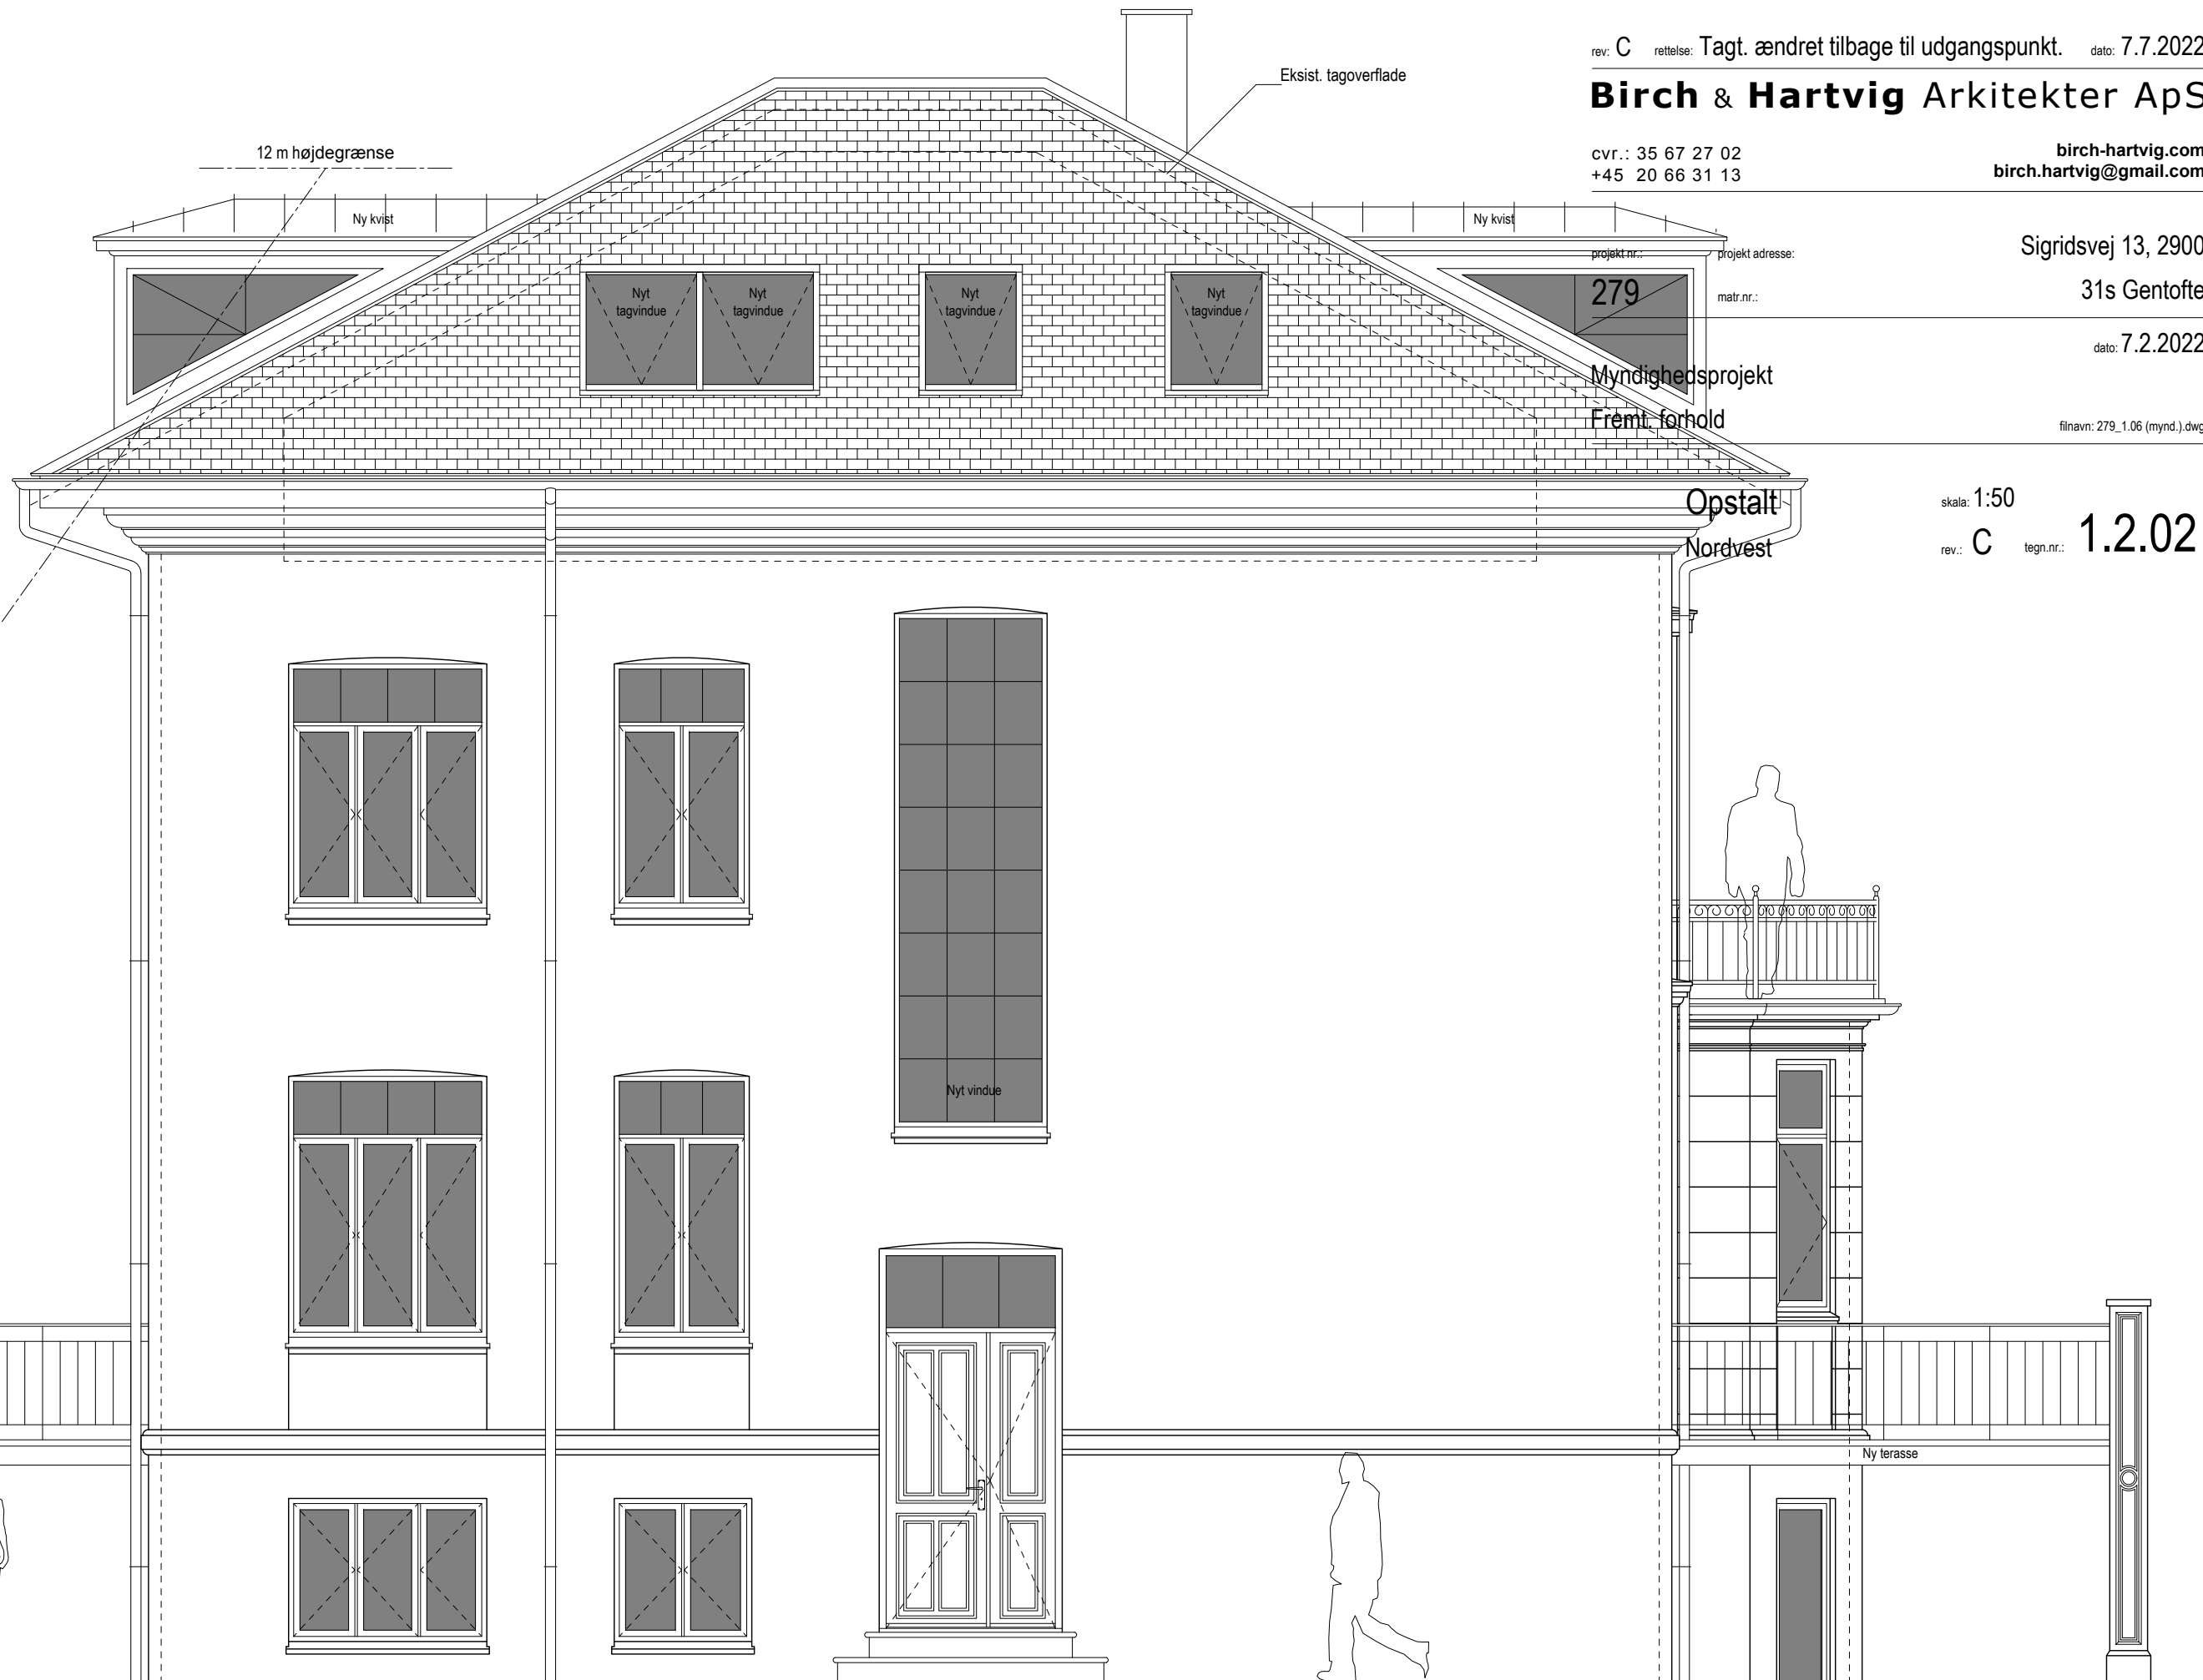 rev: C rettelse: Tagt. ændret tilbage til udgangspunkt. dato: 7.7.2022
Birch & Hartvig Arkitekter ApS
cvr.: 35 67 27 02
+45 20 66 31 13
birch-hartvig.com
birch.hartvig@gmail.com
projekt nr.: projekt adresse: Sigridsvej 13, 2900
279 matr.nr.: 31s Gentofte
dato: 7.2.2022
Myndighedsprojekt
Fremt. forhold
filnavn: 279_1.06 (mynd.).dwg
Opstalt
Nordvest
skala: 1:50
rev.: C tegn.nr.: 1.2.02
Eksist. tagoverflade
12 m højdegrænse
Ny kvist
Ny kvist
Nyt
tagvindue
Nyt
tagvindue
Nyt
tagvindue
Nyt
tagvindue
Nyt vindue
Ny terasse